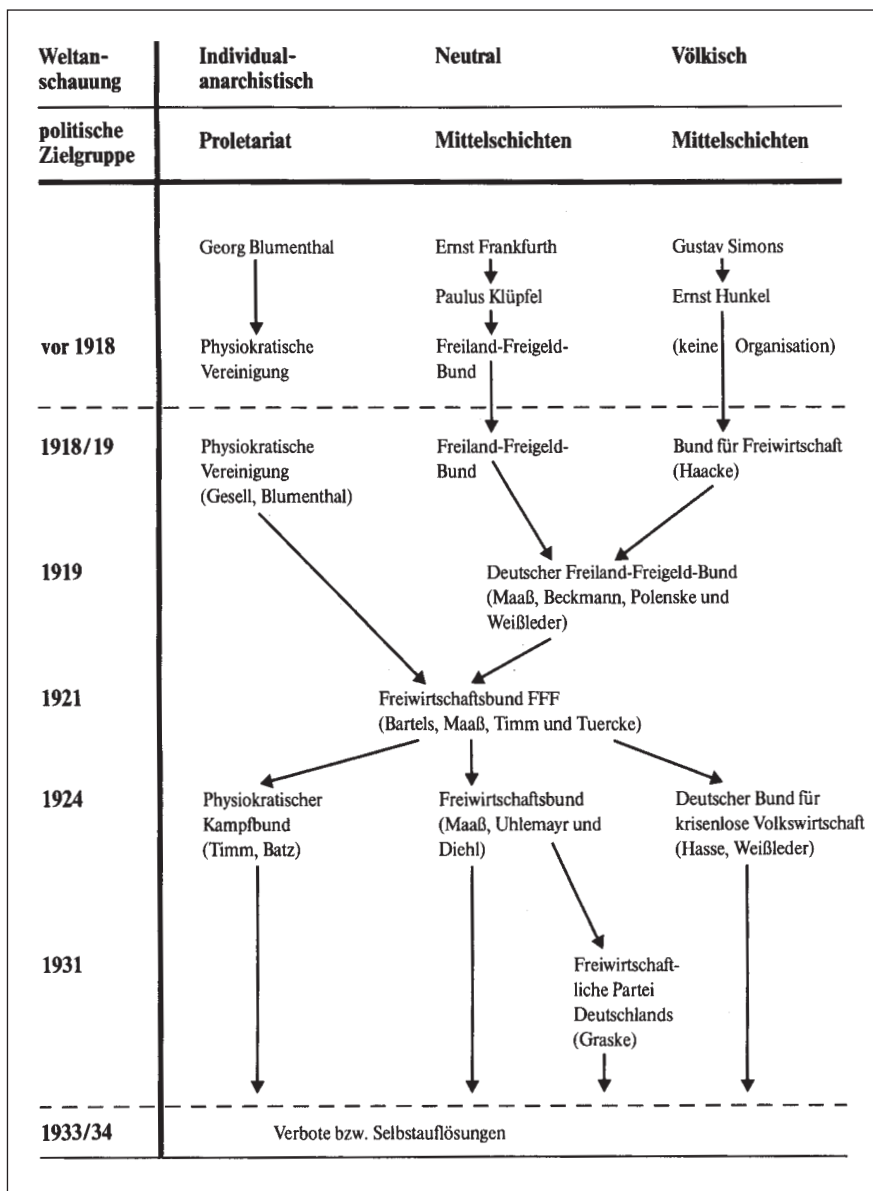 Weltan-
schauung
Individual-
anarchistisch
Neutral
Völkisch
politische
Zielgruppe
Proletariat
Mittelschichten
Mittelschichten
Georg Blumenthal
Ernst Frankfurth
Gustav Simons
Paulus Klüpfel
Ernst Hunkel
vor 1918
Physiokratische
Vereinigung
Freiland-Freigeld-
Bund
(keine Organisation)
1918/19
Physiokratische
Vereinigung
(Gesell, Blumenthal)
Freiland-Freigeld-
Bund
Bund für Freiwirtschaft
(Haacke)
1919
Deutscher Freiland-Freigeld-Bund
(Maaß, Beckmann, Polenske und
Weißleder)
1921
Freiwirtschaftsbund FFF
(Bartels, Maaß, Timm und Tuercke)
1924
Physiokratischer
Kampfbund
(Timm, Batz)
Freiwirtschaftsbund
(Maaß, Uhlemayr und
Diehl)
Deutscher Bund für
krisenlose Volkswirtschaft
(Hasse, Weißleder)
1931
Freiwirtschaft-
liche Partei
Deutschlands
(Graske)
1933/34
Verbote bzw. Selbstauflösungen